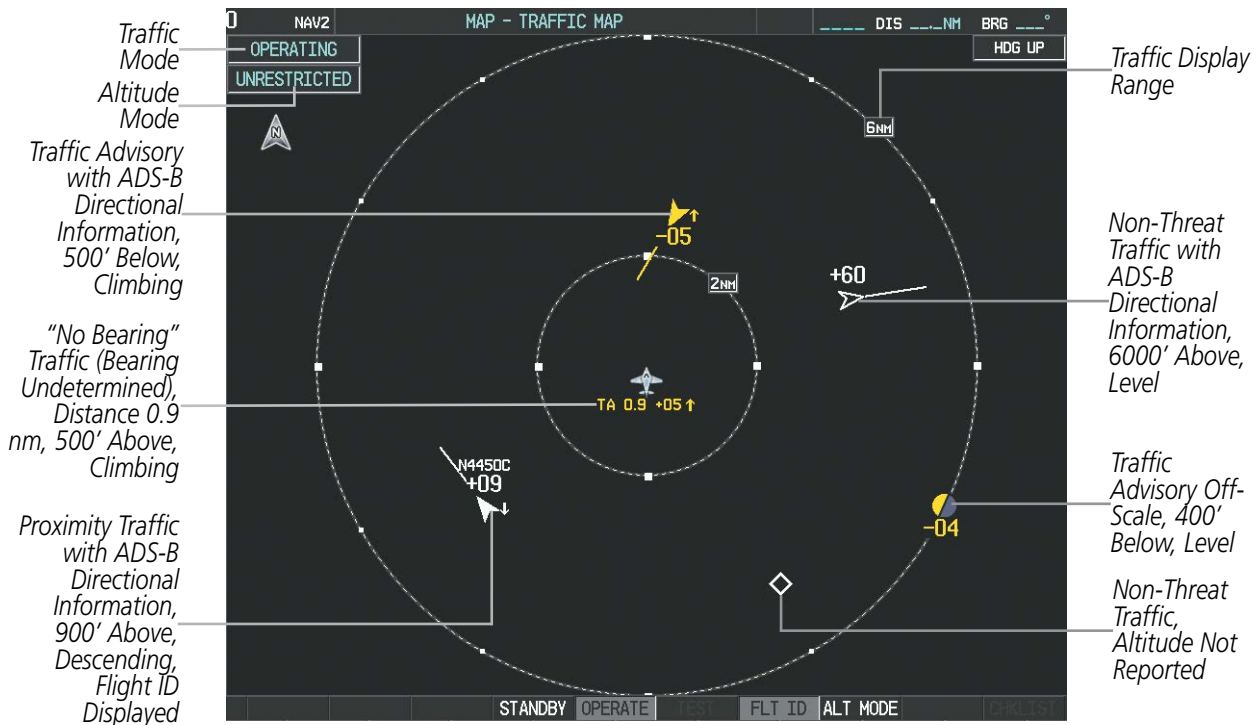 0 NAV2 MAP - TRAFFIC MAP ____ DIS __._NM BRG ___°
Traffic
Mode
OPERATING
HDG UP
UNRESTRICTED
Altitude
Mode
N
Traffic Display
Range
6NM
Traffic Advisory
with ADS-B
Directional
Information,
500' Below,
Climbing
-05
2NM
+60
Non-Threat
Traffic with
ADS-B
Directional
Information,
6000' Above,
Level
"No Bearing"
Traffic (Bearing
Undetermined),
Distance 0.9
nm, 500' Above,
Climbing
TA 0.9 +05↑
N4450C
+09
Traffic
Advisory Off-
Scale, 400'
Below, Level
-04
Proximity Traffic
with ADS-B
Directional
Information,
900' Above,
Descending,
Flight ID
Displayed
Non-Threat
Traffic,
Altitude Not
Reported
STANDBY OPERATE TEST FLT ID ALT MODE CHKLIST